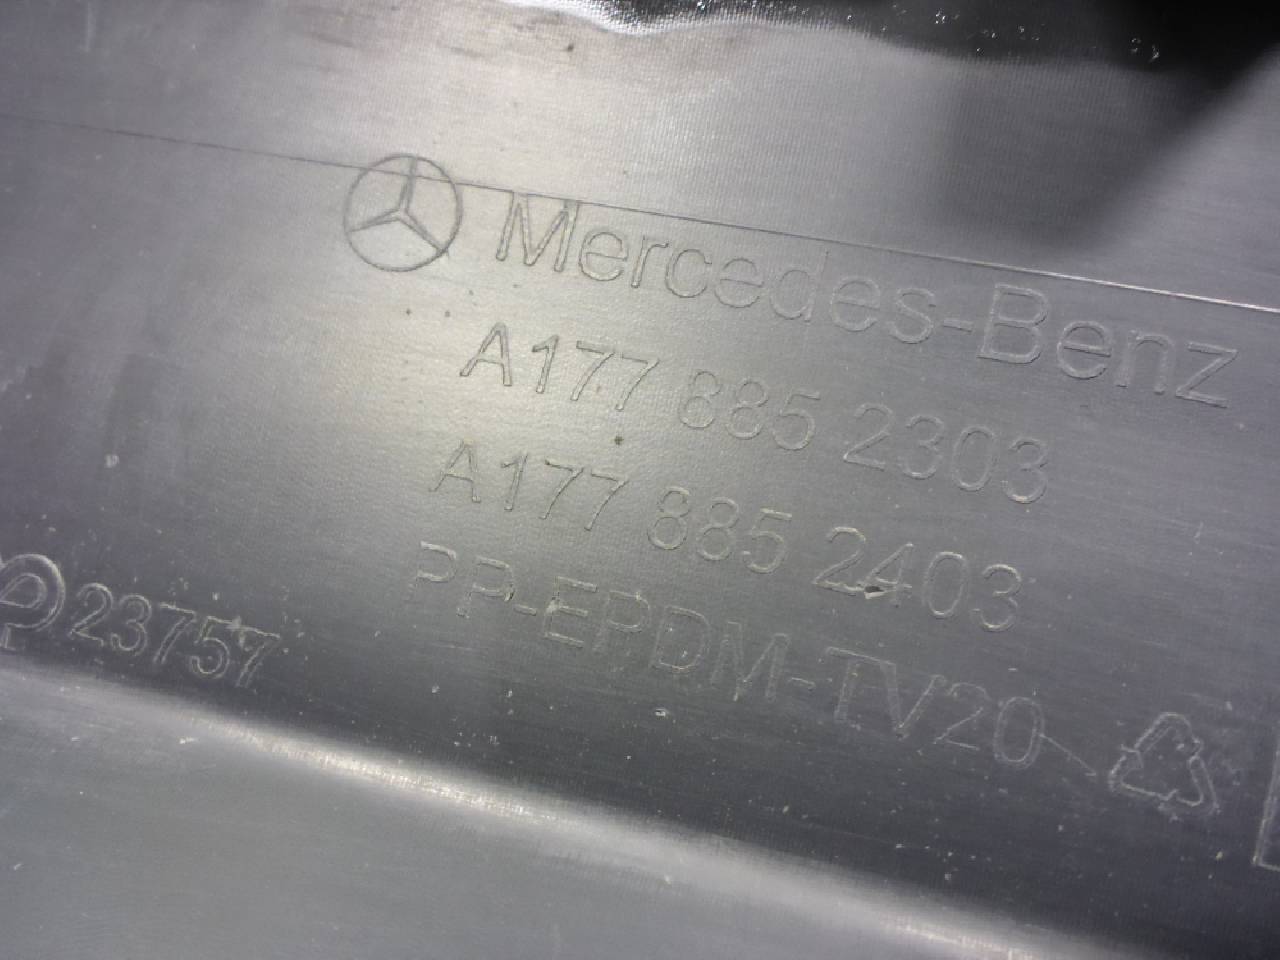 Mercedes-Benz
A177 885 2303
A177 885 2403
PP-EPDM-TV20
P 23757